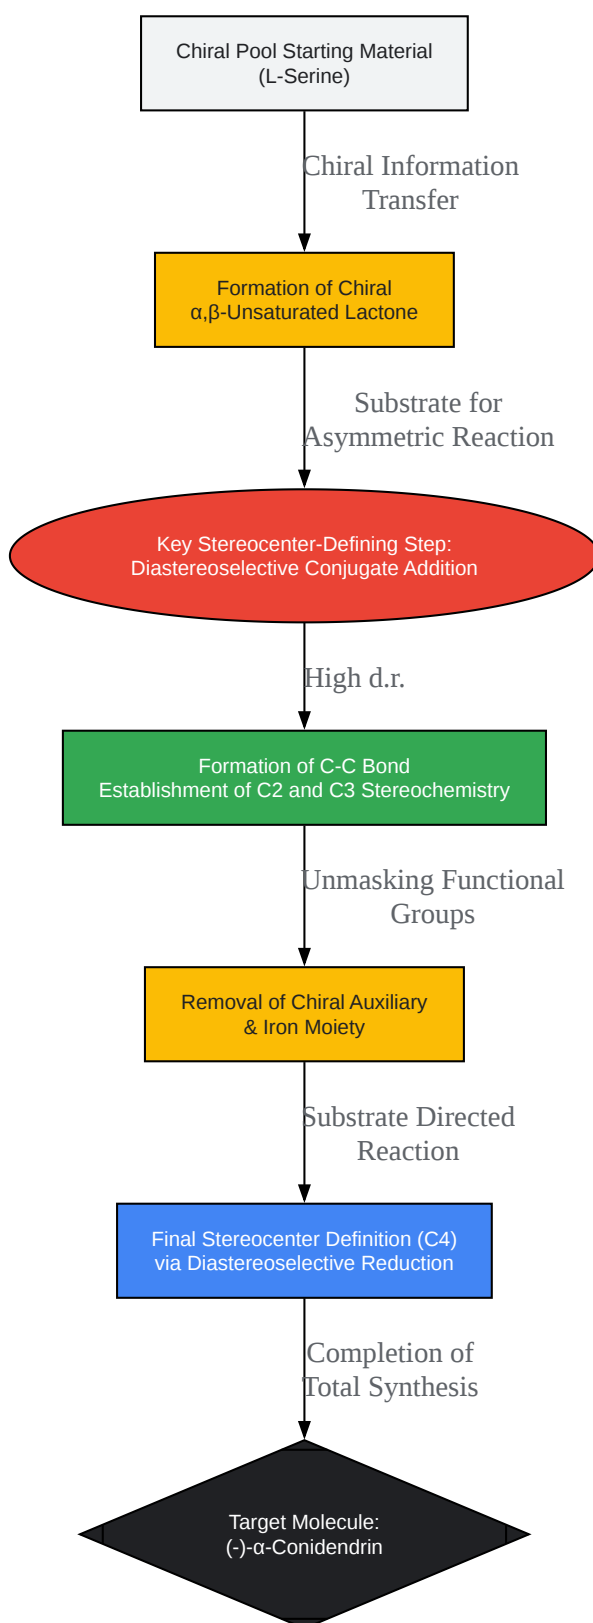 Chiral Pool Starting Material
(L-Serine)
Chiral Information
Transfer
Formation of Chiral
α,β-Unsaturated Lactone
Substrate for
Asymmetric Reaction
Key Stereocenter-Defining Step:
Diastereoselective Conjugate Addition
High d.r.
Formation of C-C Bond
Establishment of C2 and C3 Stereochemistry
Unmasking Functional
Groups
Removal of Chiral Auxiliary
& Iron Moiety
Substrate Directed
Reaction
Final Stereocenter Definition (C4)
via Diastereoselective Reduction
Completion of
Total Synthesis
Target Molecule:
(-)-α-Conidendrin